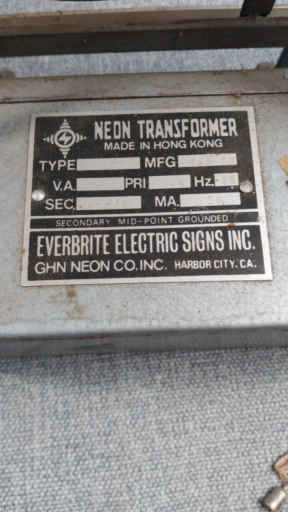 NEON TRANSFORMER
MADE IN HONG KONG
TYPE MFG
V.A. PRI Hz.
SEC. MA.
SECONDARY MID-POINT GROUNDED
EVERBRITE ELECTRIC SIGNS INC.
GHN NEON CO.INC. HARBOR CITY, CA.